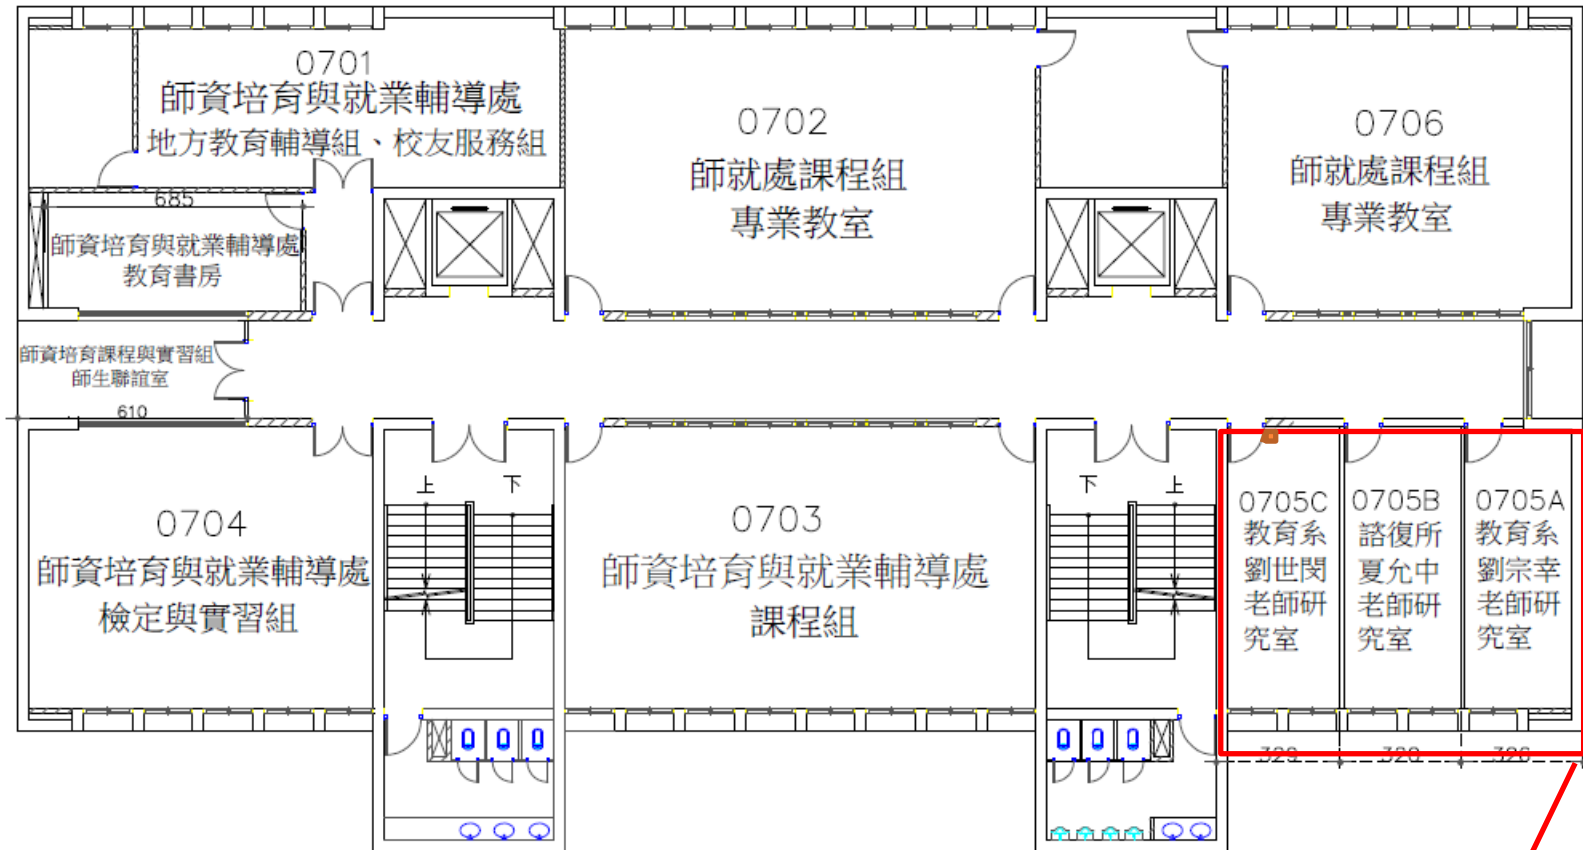 0701
師資培育與就業輔導處
地方教育輔導組、校友服務組
0702
師就處課程組
專業教室
0706
師就處課程組
專業教室
685
師資培育與就業輔導處
教育書房
師資培育課程與實習組
師生聯誼室
610
0704
師資培育與就業輔導處
檢定與實習組
上
下
0703
師資培育與就業輔導處
課程組
下
上
0705C
教育系
劉世閔
老師研
究室
0705B
諮復所
夏允中
老師研
究室
0705A
教育系
劉宗幸
老師研
究室